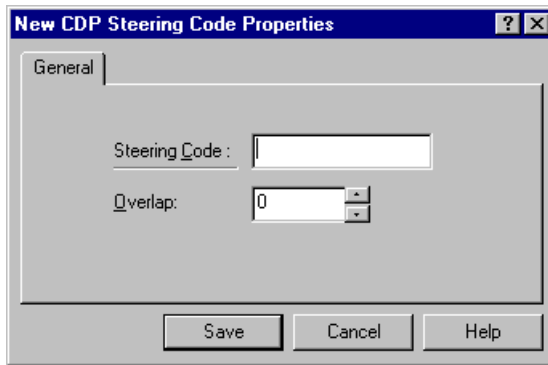 New CDP Steering Code Properties
General
Steering Code :
Overlap: 0
Save Cancel Help